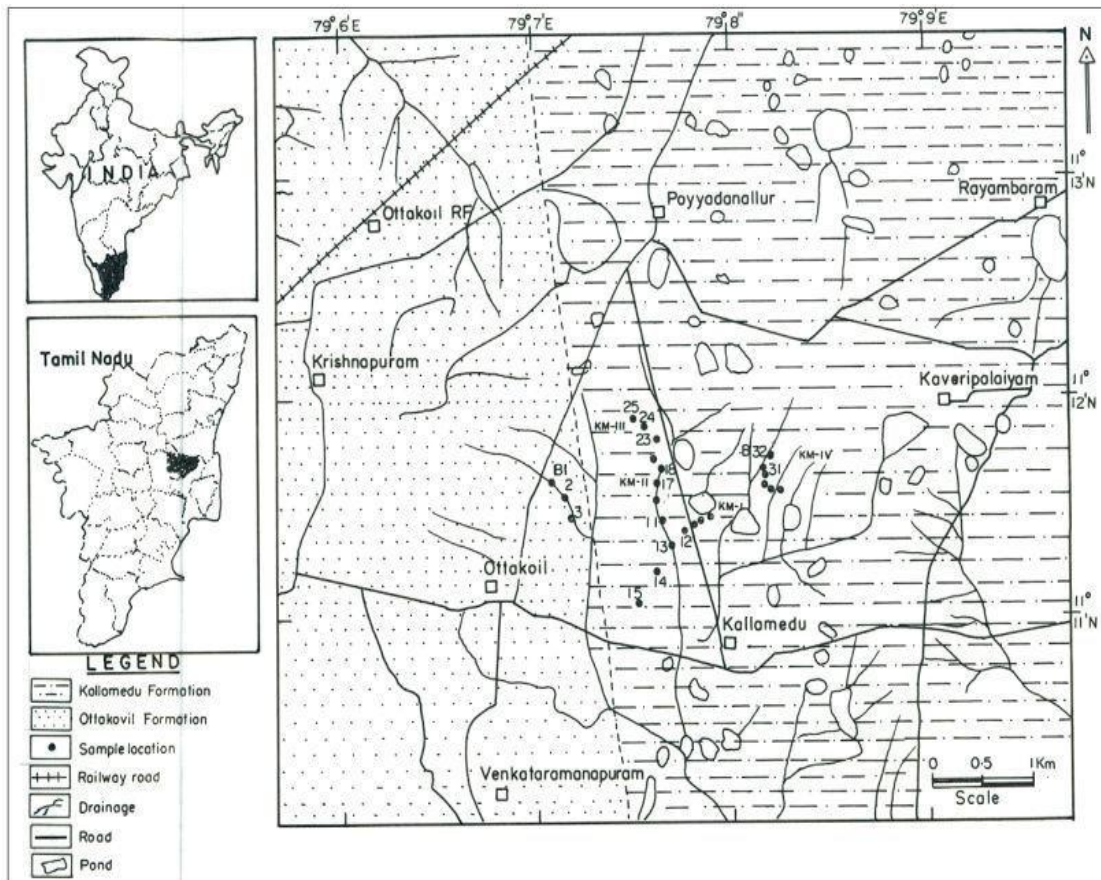 79° 6'E
79° 7'E
79° 8''
79° 9'E
N
INDIA
Ottakoil RF
Poyyadanallur
Rayambaram
11°
13'N
Tamil Nadu
Krishnapuram
Kaveripalaiyam
11°
12'N
25
24
KM-III
23
B 32
KM-IV
31
18
B1
2
KM-II
17
3
KM-I
11
12
13
14
Ottakoil
15
11°
11'N
Kallamedu
LEGEND
Kallamedu Formation
Ottakovil Formation
Sample location
Railway road
Drainage
Road
Pond
Venkataramanapuram
0 0·5 1 Km
Scale